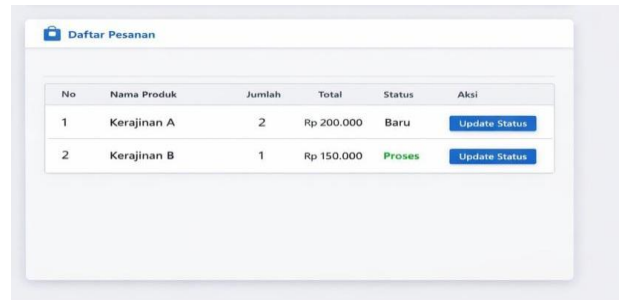 Daftar Pesanan
No Nama Produk Jumlah Total Status Aksi
1 Kerajinan A 2 Rp 200.000 Baru Update Status
2 Kerajinan B 1 Rp 150.000 Proses Update Status